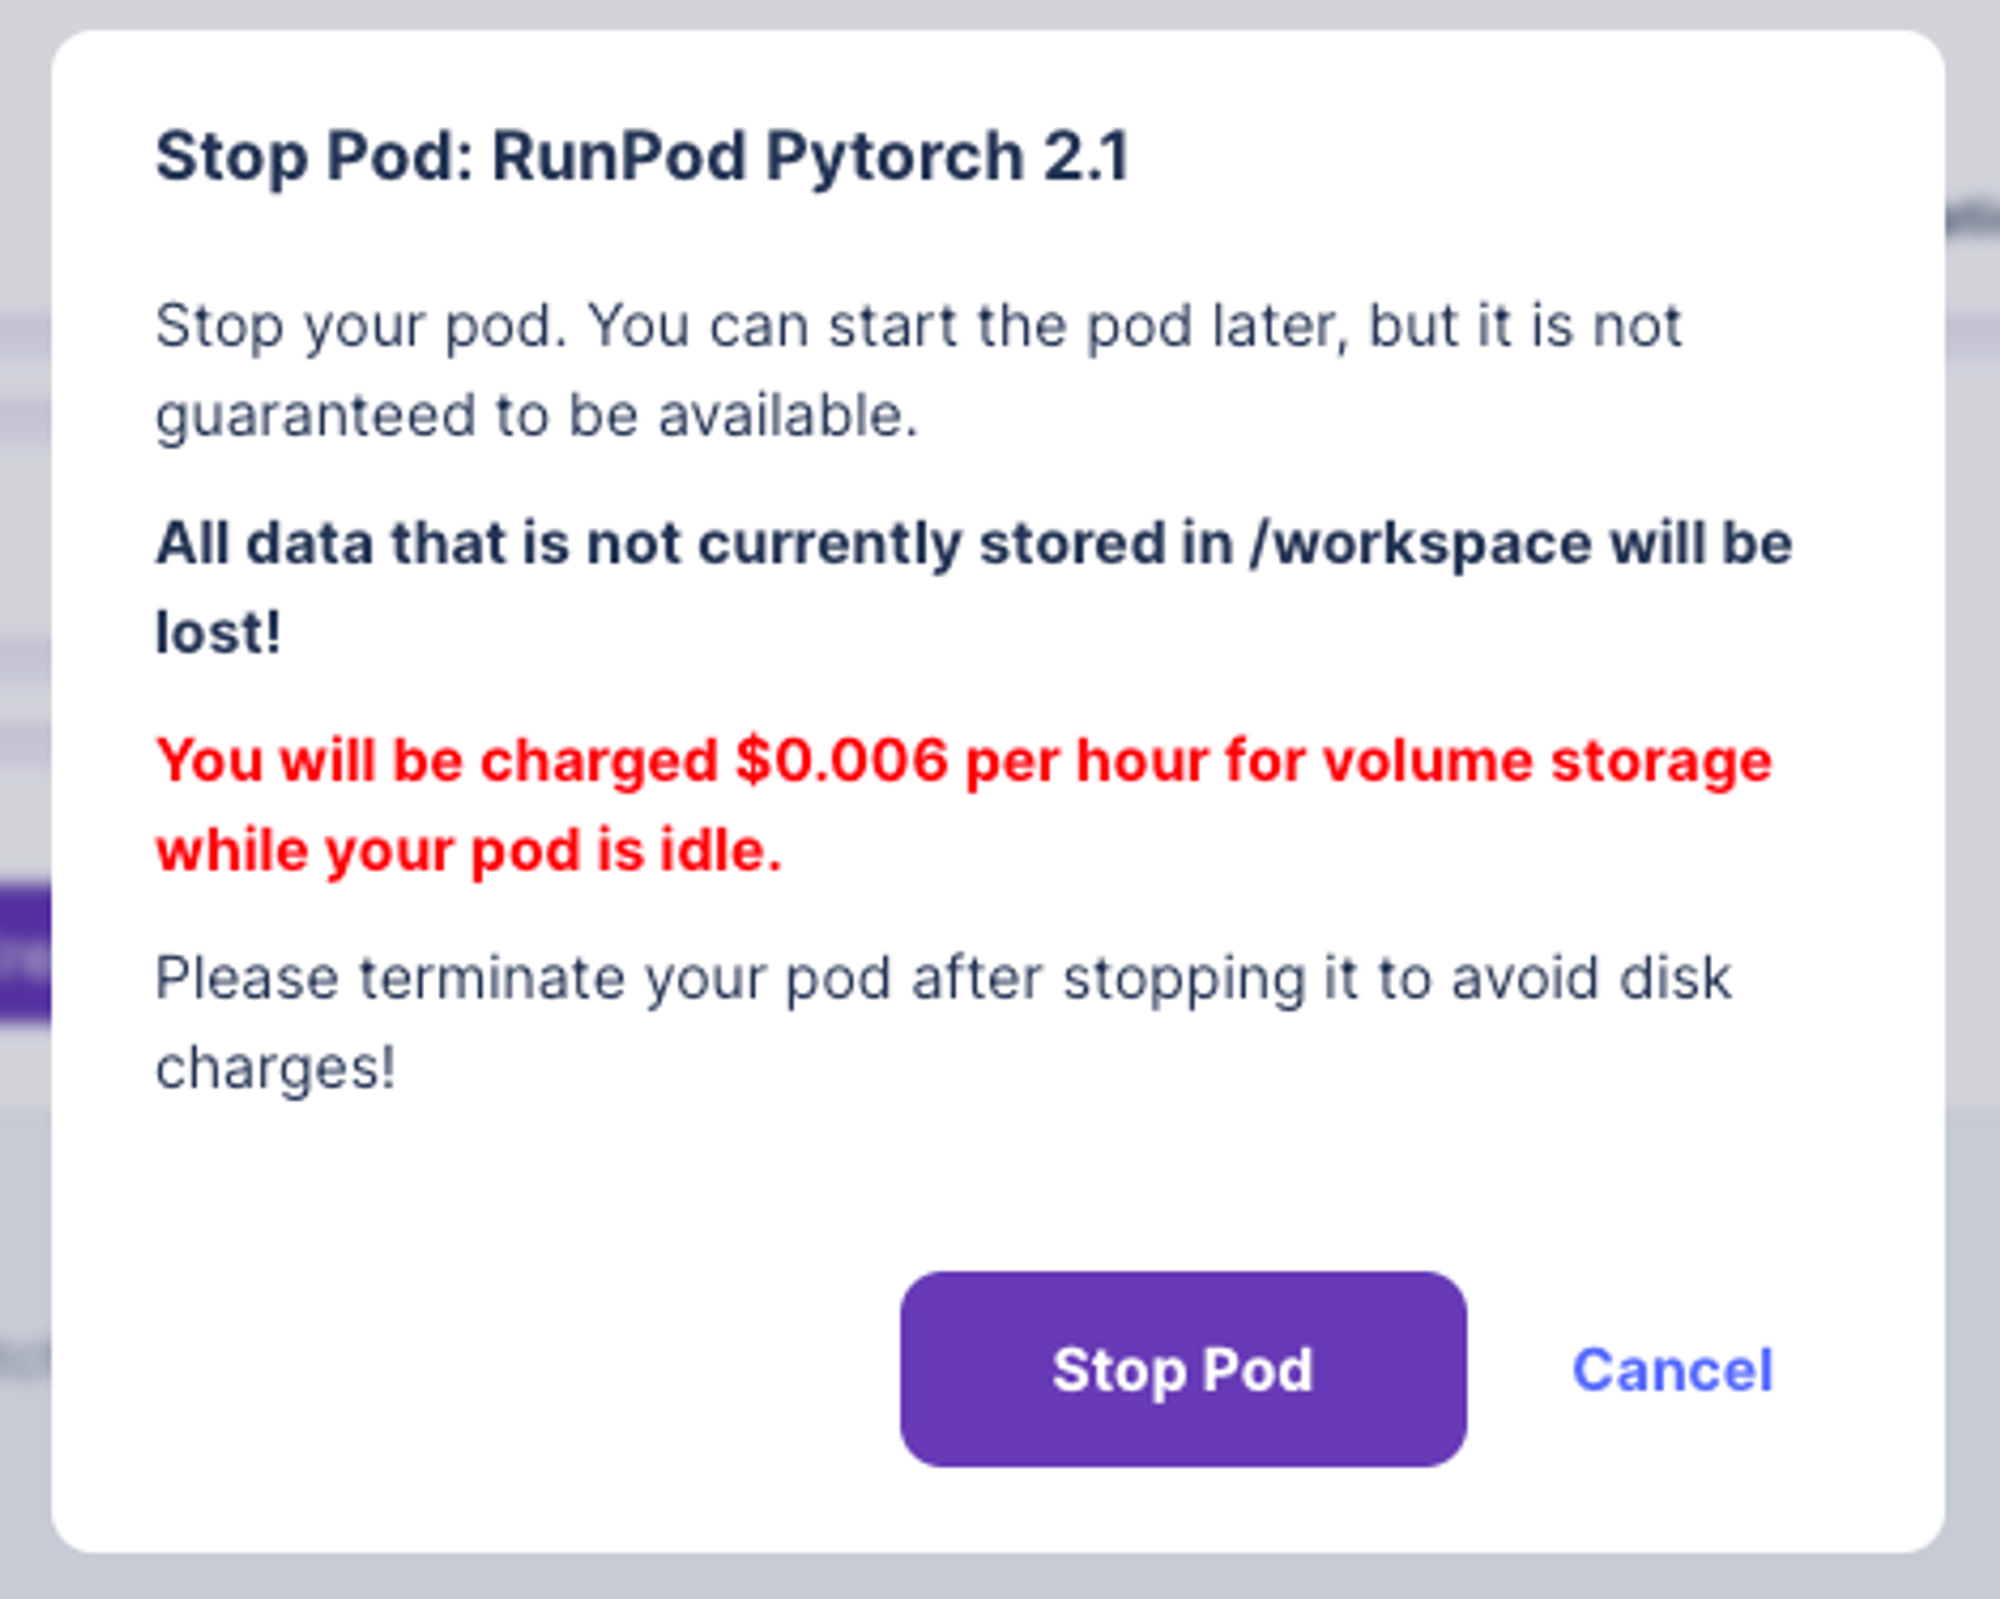 Stop Pod: RunPod Pytorch 2.1
Stop your pod. You can start the pod later, but it is not
guaranteed to be available.
All data that is not currently stored in /workspace will be
lost!
You will be charged $0.006 per hour for volume storage
while your pod is idle.
Please terminate your pod after stopping it to avoid disk
charges!
Stop Pod
Cancel